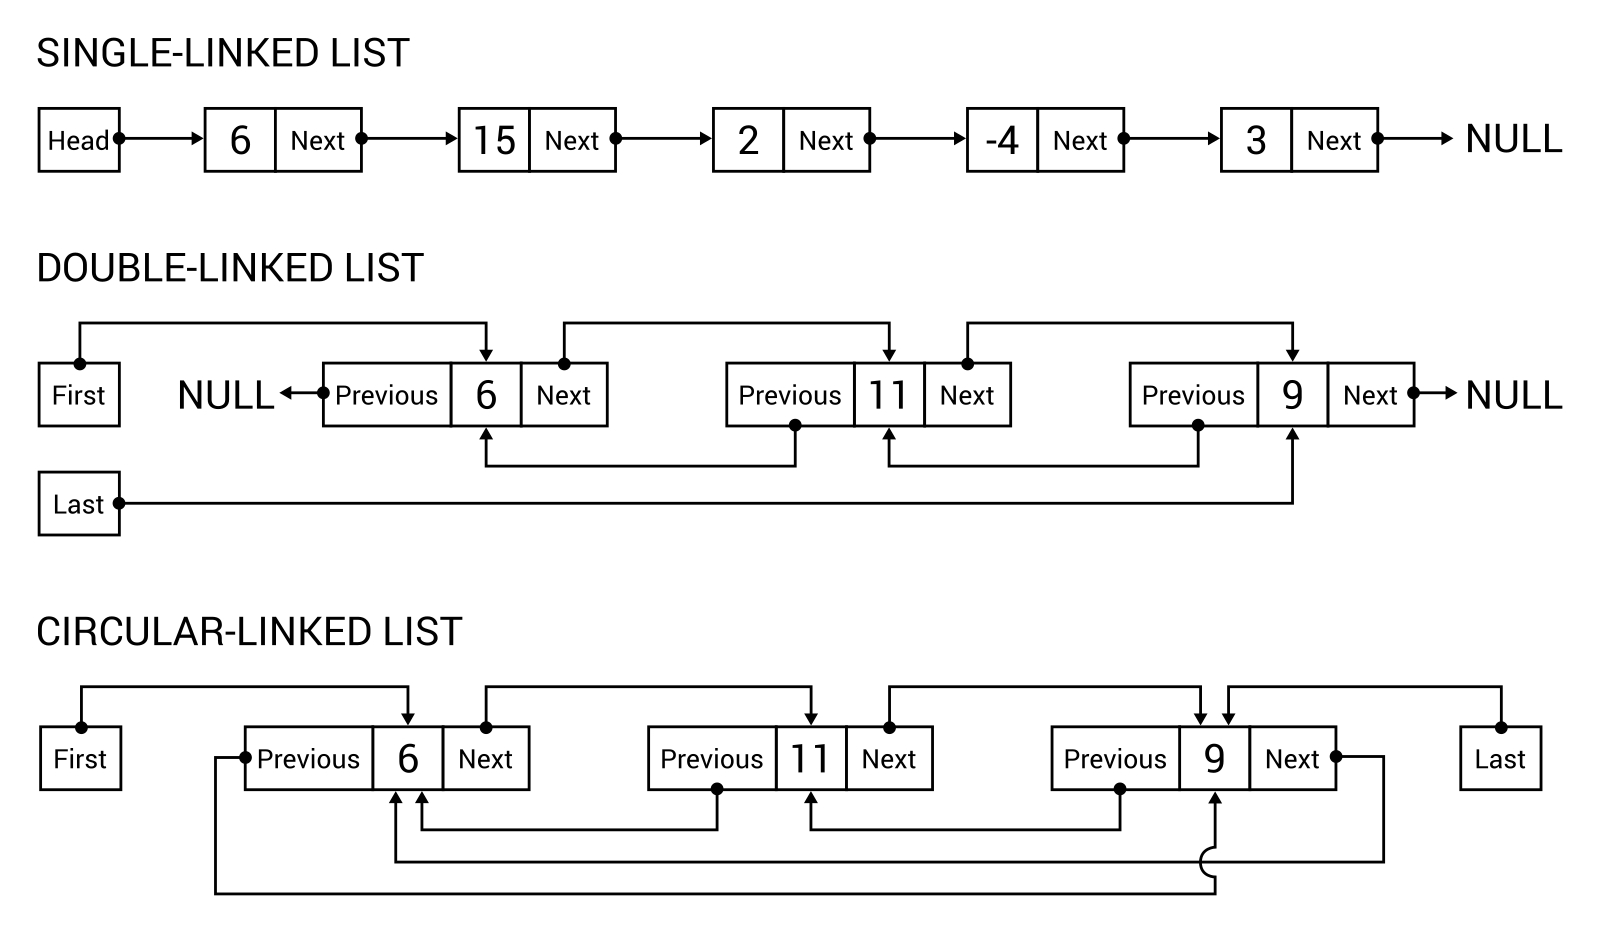 SINGLE-LINKED LIST
Head 6 Next 15 Next 2 Next -4 Next 3 Next NULL
DOUBLE-LINKED LIST
First NULL Previous 6 Next Previous 11 Next Previous 9 Next NULL
Last
CIRCULAR-LINKED LIST
First Previous 6 Next Previous 11 Next Previous 9 Next Last